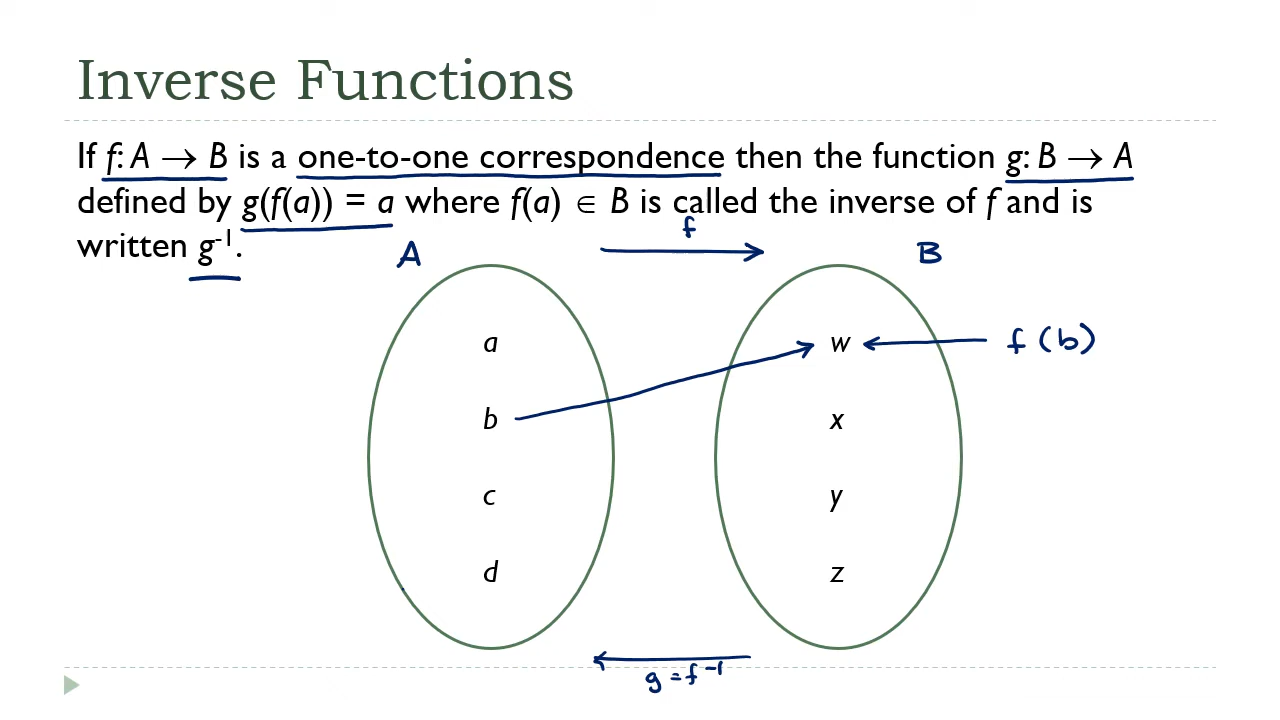 Inverse Functions
If f: A → B is a one-to-one correspondence then the function g: B → A
defined by g(f(a)) = a where f(a) ∈ B is called the inverse of f and is
written g⁻¹.
f
A
B
a
w
f(b)
b
x
c
y
d
z
g = f⁻¹